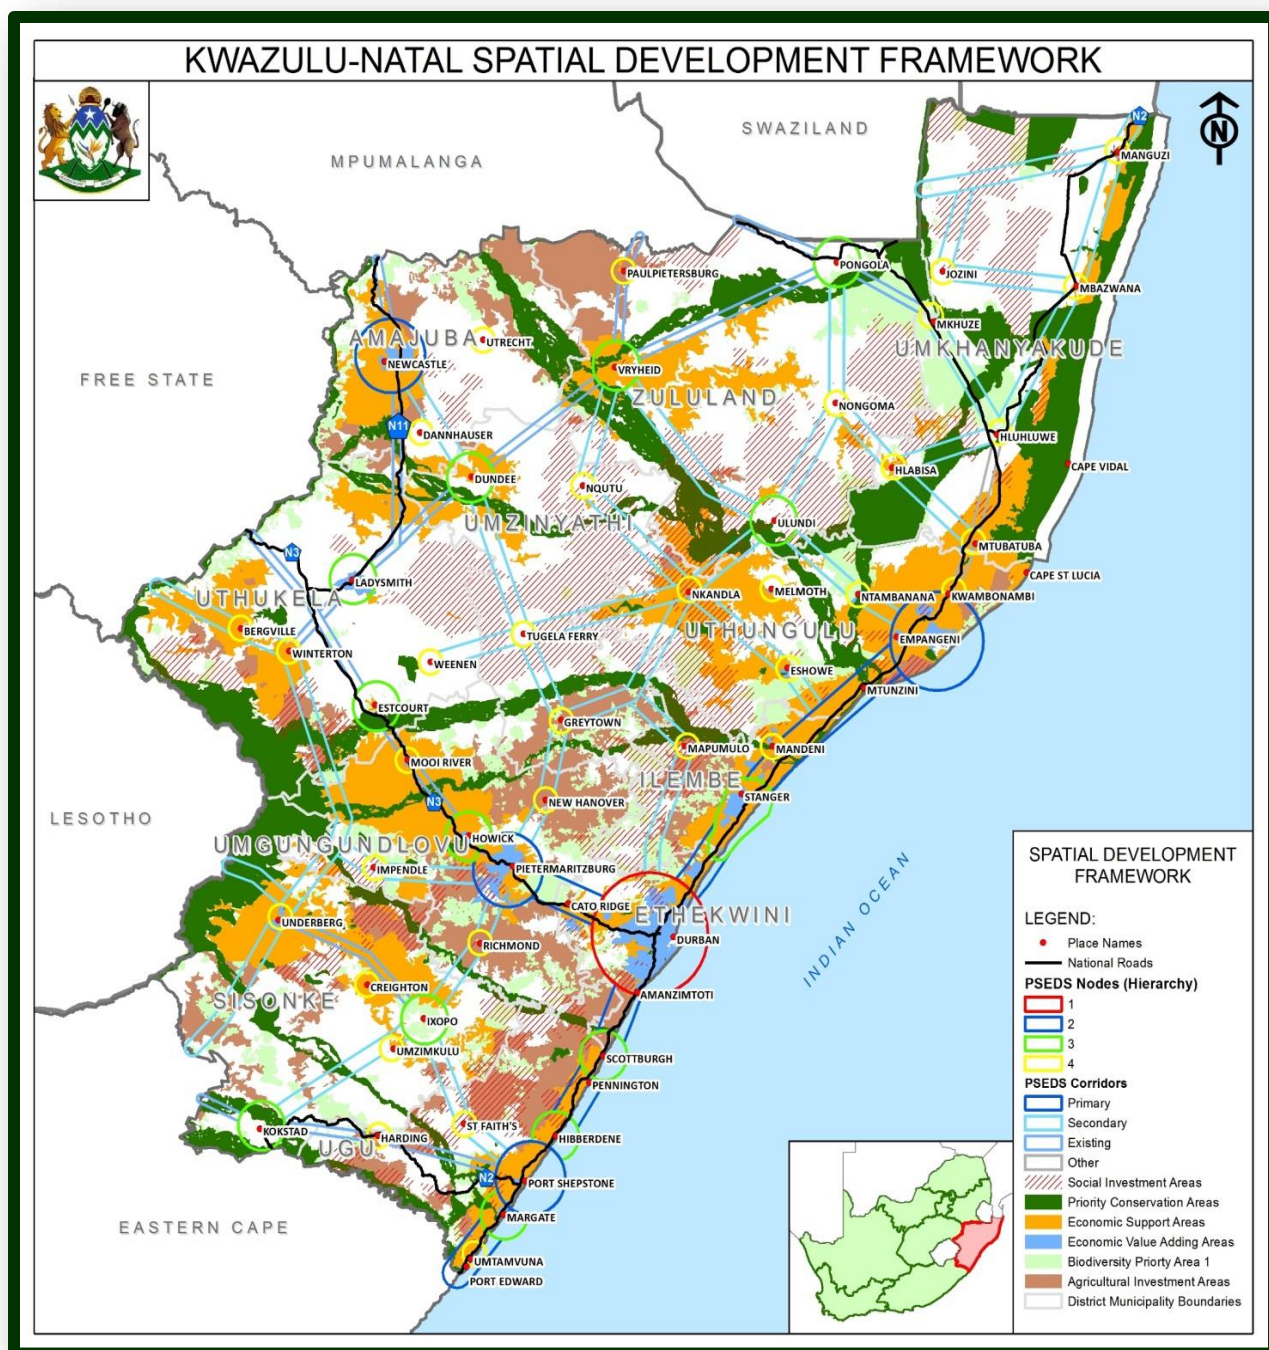 KWAZULU-NATAL SPATIAL DEVELOPMENT FRAMEWORK
SWAZILAND
MPUMALANGA
N
N2
MANGUZI
PAULPIETERSBURG
PONGOLA
JOZINI
MBAZWANA
MKHUZE
AMAJUBA
UTRECHT
UMKHANYAKUDE
NEWCASTLE
FREE STATE
VRYHEID
ZULULAND
NONGOMA
N11
DANNHAUSER
HLUHLUWE
HLABISA
CAPE VIDAL
DUNDEE
NQUTU
UMZINYATHI
ULUNDI
N3
MTUBATUBA
LADYSMITH
CAPE ST LUCIA
UTHUKELA
NKANDLA
MELMOTH
NTAMBANANA
KWAMBONAMBI
BERGVILLE
TUGELA FERRY
UTHUNGULU
EMPANGENI
WINTERTON
WEENEN
ESHOWE
MTUNZINI
ESTCOURT
GREYTOWN
MAPUMULO
MANDENI
MOOI RIVER
ILEMBE
STANGER
N3
NEW HANOVER
LESOTHO
HOWICK
UMGUNGUNDLOVU
IMPENDLE
PIETERMARITZBURG
CATO RIDGE
ETHEKWINI
UNDERBERG
DURBAN
RICHMOND
INDIAN OCEAN
CREIGHTON
AMANZIMTOTI
SISONKE
IXOPO
UMZIMKULU
SCOTTBURGH
PENNINGTON
ST FAITH'S
KOKSTAD
HARDING
HIBBERDENE
UGU
N2
PORT SHEPSTONE
MARGATE
EASTERN CAPE
UMTAMVUNA
PORT EDWARD
SPATIAL DEVELOPMENT
FRAMEWORK
LEGEND:
Place Names
National Roads
PSEDS Nodes (Hierarchy)
1
2
3
4
PSEDS Corridors
Primary
Secondary
Existing
Other
Social Investment Areas
Priority Conservation Areas
Economic Support Areas
Economic Value Adding Areas
Biodiversity Priorty Area 1
Agricultural Investment Areas
District Municipality Boundaries